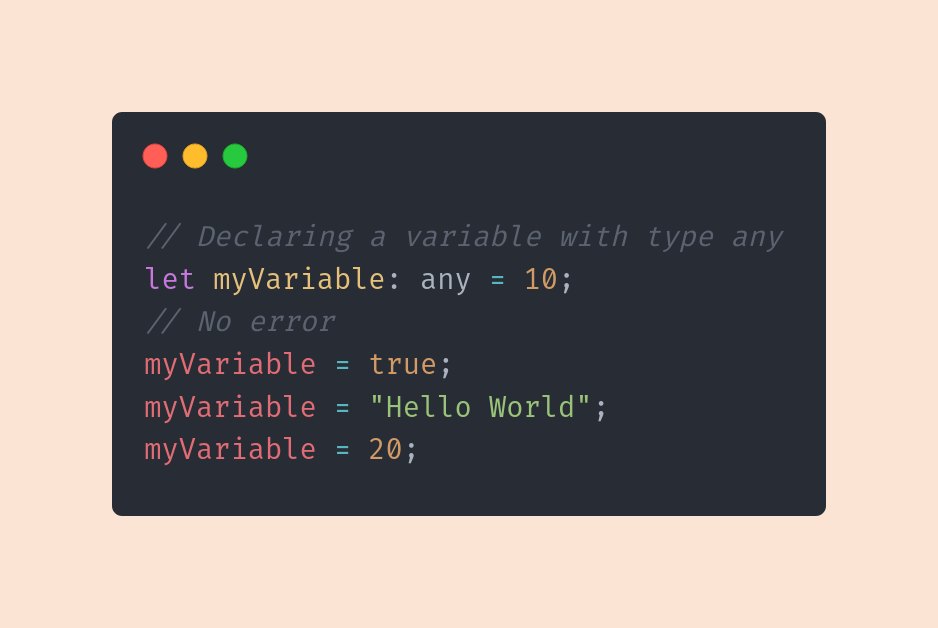 // Declaring a variable with type any
let myVariable: any = 10;
// No error
myVariable = true;
myVariable = "Hello World";
myVariable = 20;